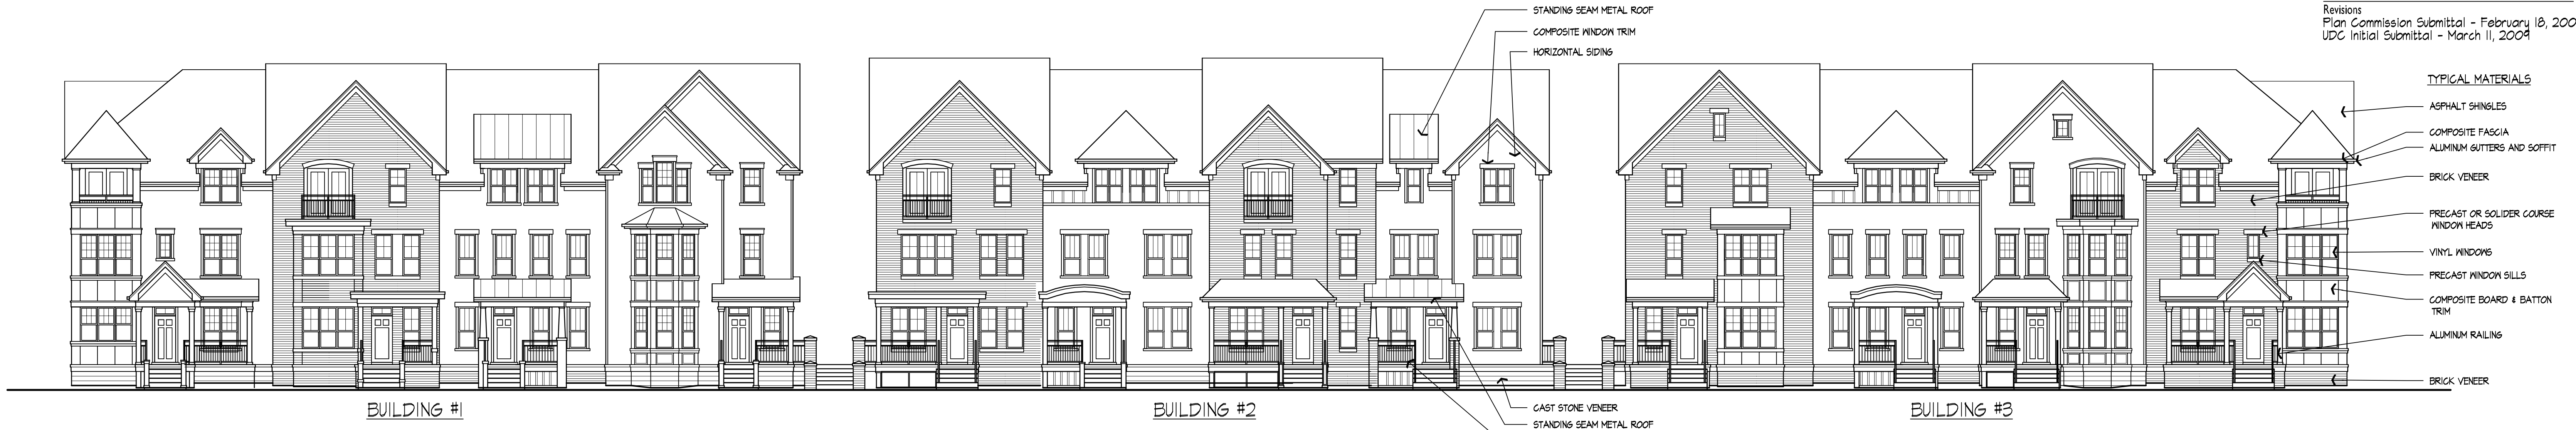 STANDING SEAM METAL ROOF
COMPOSITE WINDOW TRIM
HORIZONTAL SIDING
Revisions
Plan Commission Submittal - February 18, 200
UDC Initial Submittal - March 11, 2009
TYPICAL MATERIALS
ASPHALT SHINGLES
COMPOSITE FASCIA
ALUMINUM GUTTERS AND SOFFIT
BRICK VENEER
PRECAST OR SOLIDER COURSE
WINDOW HEADS
VINYL WINDOWS
PRECAST WINDOW SILLS
COMPOSITE BOARD & BATTON
TRIM
ALUMINUM RAILING
BRICK VENEER
CAST STONE VENEER
STANDING SEAM METAL ROOF
BUILDING #1
BUILDING #2
BUILDING #3